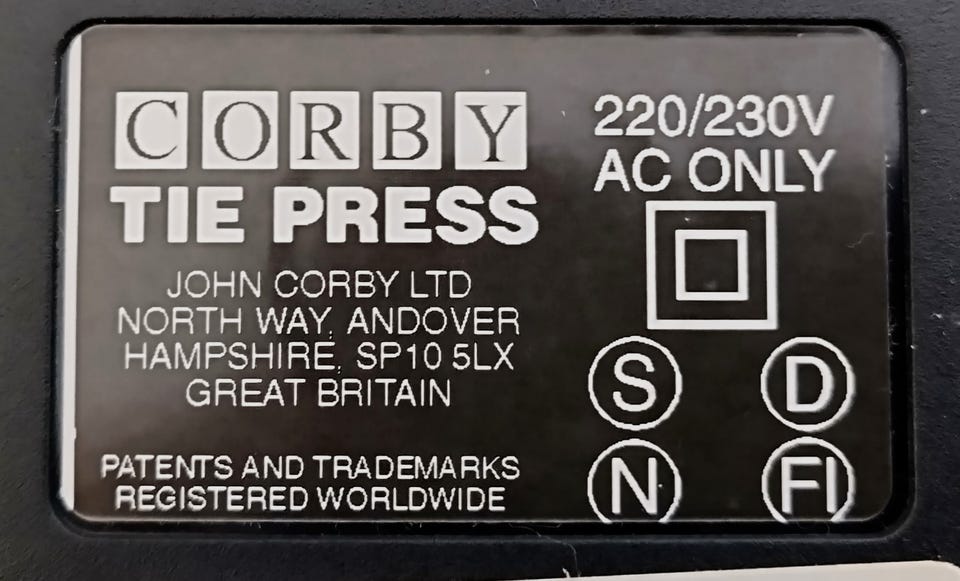 CORBY
TIE PRESS
JOHN CORBY LTD
NORTH WAY, ANDOVER
HAMPSHIRE, SP10 5LX
GREAT BRITAIN
PATENTS AND TRADEMARKS
REGISTERED WORLDWIDE
220/230V
AC ONLY
S D
N FI